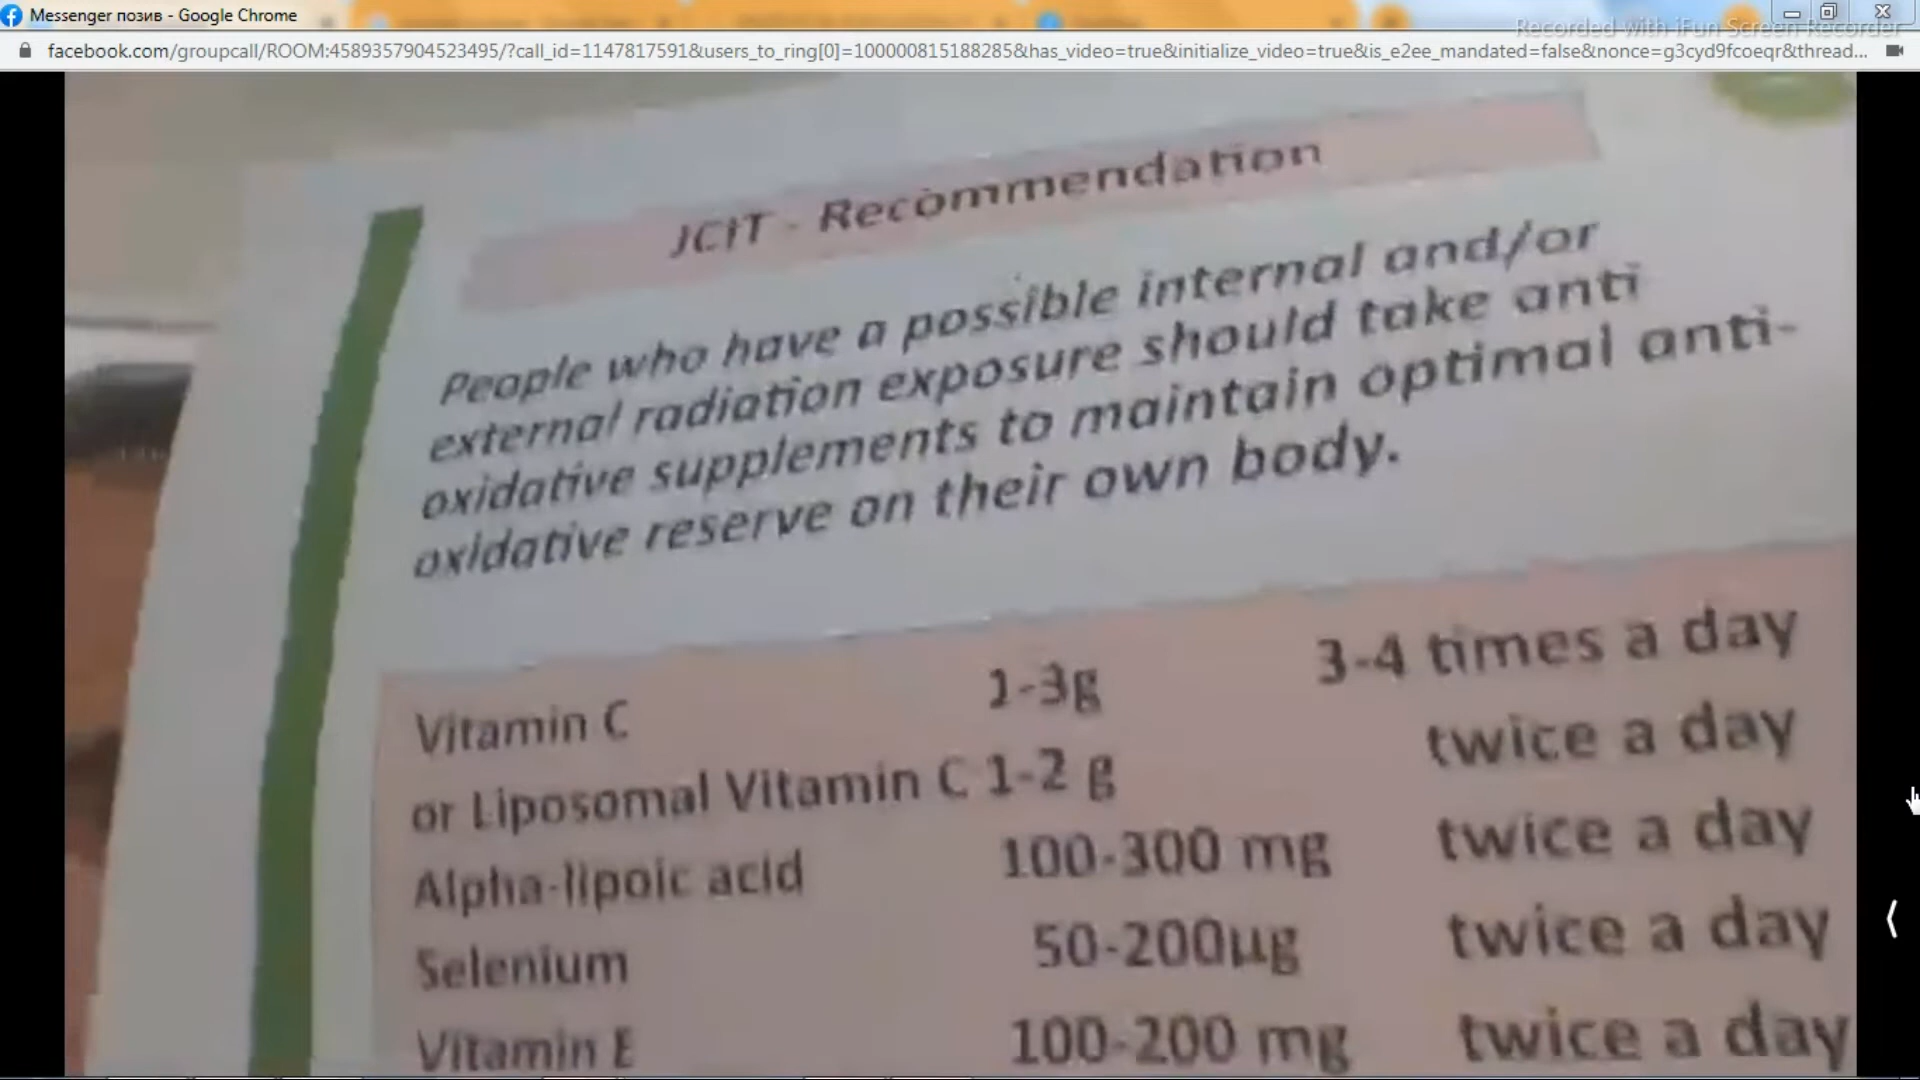 Messenger позив - Google Chrome
Recorded with iFun Screen Recorder
facebook.com/groupcall/ROOM:4589357904523495/?call_id=1147817591&users_to_ring[0]=100000815188285&has_video=true&initialize_video=true&is_e2ee_mandated=false&nonce=g3cyd9fcoeqr&thread...
JCIT - Recommendation
People who have a possible internal and/or
external radiation exposure should take anti
oxidative supplements to maintain optimal anti-
oxidative reserve on their own body.
Vitamin C 1-3g 3-4 times a day
or Liposomal Vitamin C 1-2 g twice a day
Alpha-lipoic acid 100-300 mg twice a day
Selenium 50-200µg twice a day
Vitamin E 100-200 mg twice a day